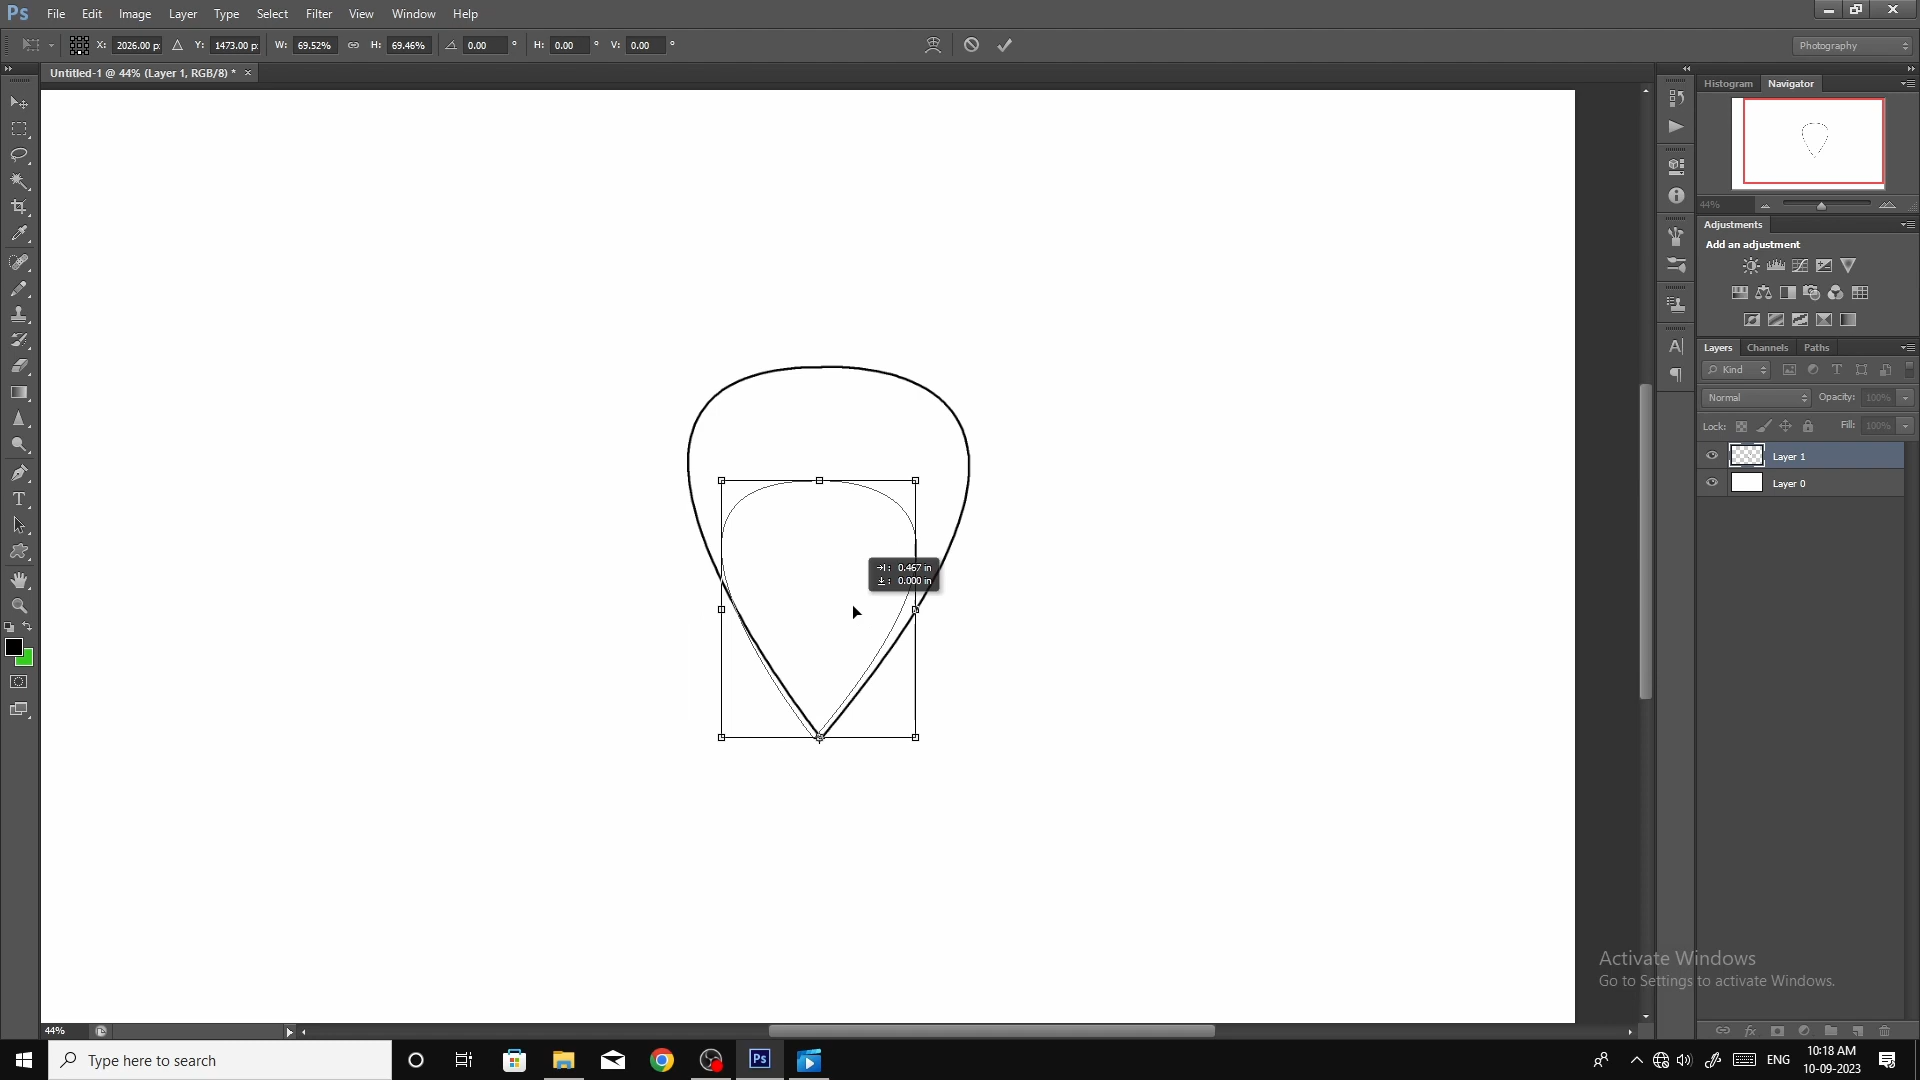 Ps File Edit Image Layer Type Select Filter View Window Help
X: 2026.00 p: Y: 1473.00 p: W: 69.52% H: 69.46% 0.00 ° H: 0.00 ° V: 0.00 °
Photography
Untitled-1 @ 44% (Layer 1, RGB/8) * ×
Histogram Navigator
44%
Adjustments
Add an adjustment
Layers Channels Paths
Kind
Normal Opacity: 100%
Lock: Fill: 100%
Layer 1
Layer 0
0.467 in
0.000 in
Activate Windows
Go to Settings to activate Windows.
44%
Type here to search
Ps
ENG
10:18 AM
10-09-2023